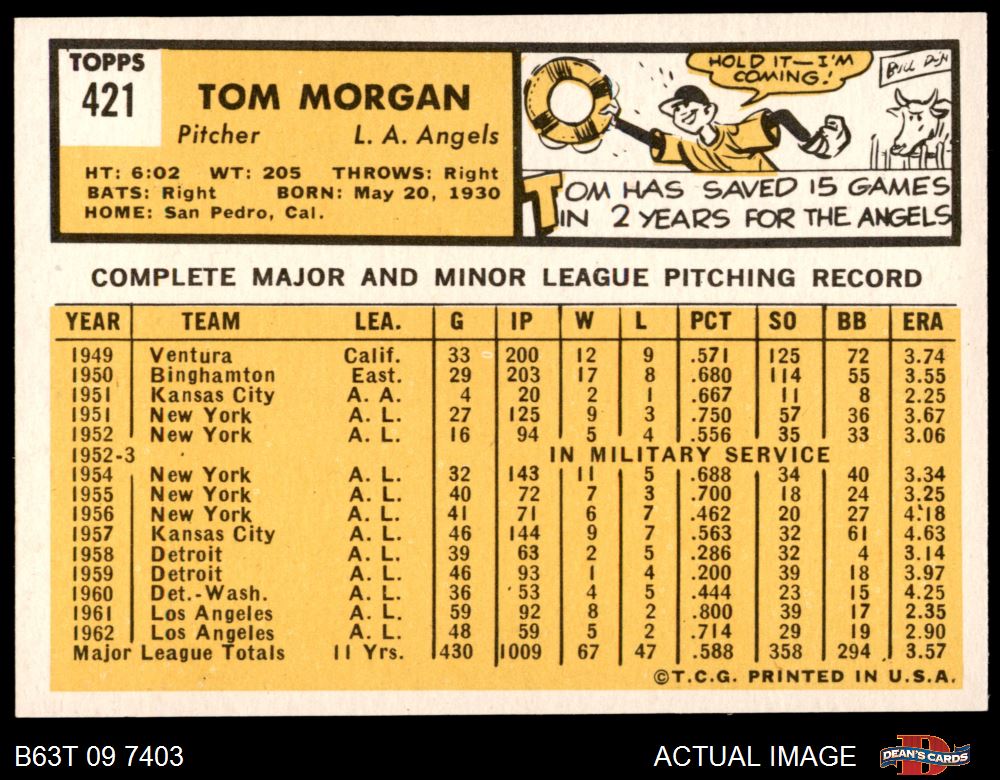 TOPPS
421
TOM MORGAN
Pitcher L. A. Angels
HT: 6:02 WT: 205 THROWS: Right
BATS: Right BORN: May 20, 1930
HOME: San Pedro, Cal.
HOLD IT—I'M
COMING!
BULL PEN
TOM HAS SAVED 15 GAMES
IN 2 YEARS FOR THE ANGELS
COMPLETE MAJOR AND MINOR LEAGUE PITCHING RECORD
YEAR TEAM LEA. G IP W L PCT SO BB ERA
1949 Ventura Calif. 33 200 12 9 .571 125 72 3.74
1950 Binghamton East. 29 203 17 8 .680 114 55 3.55
1951 Kansas City A. A. 4 20 2 1 .667 11 8 2.25
1951 New York A. L. 27 125 9 3 .750 57 36 3.67
1952 New York A. L. 16 94 5 4 .556 35 33 3.06
1952-3 IN MILITARY SERVICE
1954 New York A. L. 32 143 11 5 .688 34 40 3.34
1955 New York A. L. 40 72 7 3 .700 18 24 3.25
1956 New York A. L. 41 71 6 7 .462 20 27 4.18
1957 Kansas City A. L. 46 144 9 7 .563 32 61 4.63
1958 Detroit A. L. 39 63 2 5 .286 32 4 3.14
1959 Detroit A. L. 46 93 1 4 .200 39 18 3.97
1960 Det.-Wash. A. L. 36 53 4 5 .444 23 15 4.25
1961 Los Angeles A. L. 59 92 8 2 .800 39 17 2.35
1962 Los Angeles A. L. 48 59 5 2 .714 29 19 2.90
Major League Totals 11 Yrs. 430 1009 67 47 .588 358 294 3.57
©T.C.G. PRINTED IN U.S.A.
B63T 09 7403 ACTUAL IMAGE DEAN'S CARDS